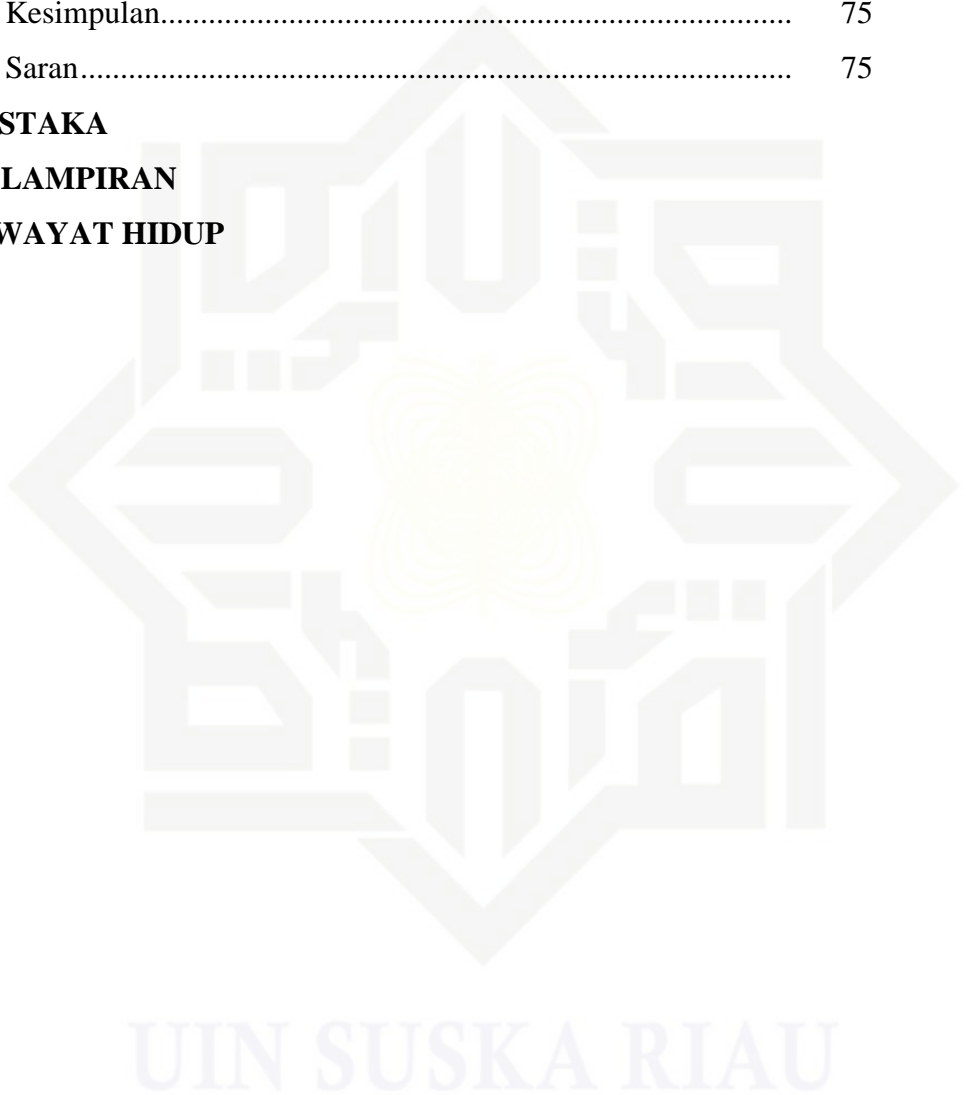 Kesimpulan............................................................................... 75
Saran......................................................................................... 75
STAKA
LAMPIRAN
WAYAT HIDUP
UIN SUSKA RIAU